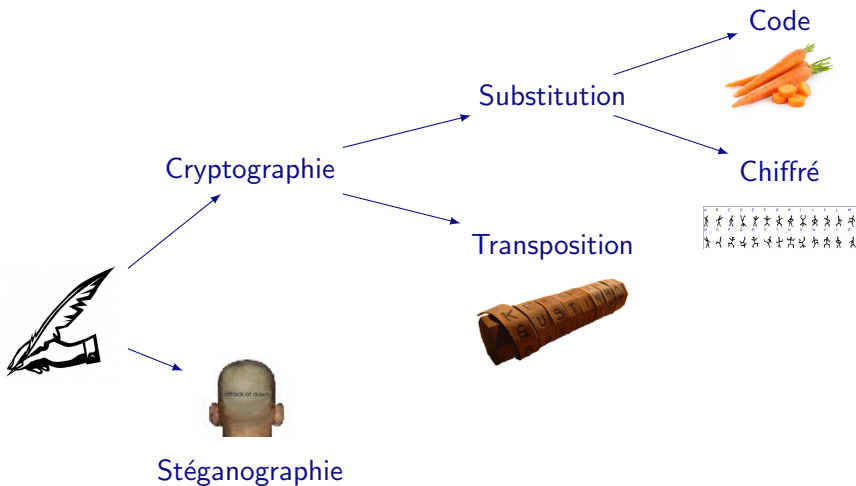 Code
Substitution
Chiffré
Cryptographie
A B C D E F G H I J K L M
N O P Q R S T U V W X Y Z
Transposition
attack at dawn
Stéganographie